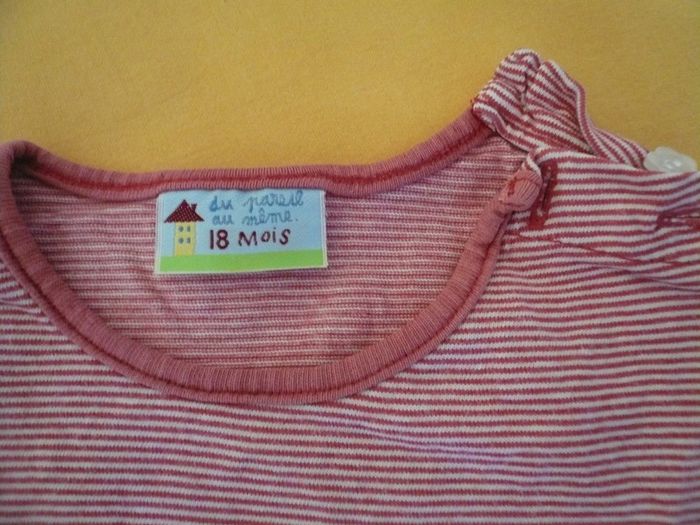 du pareil
au même.
18 Mois